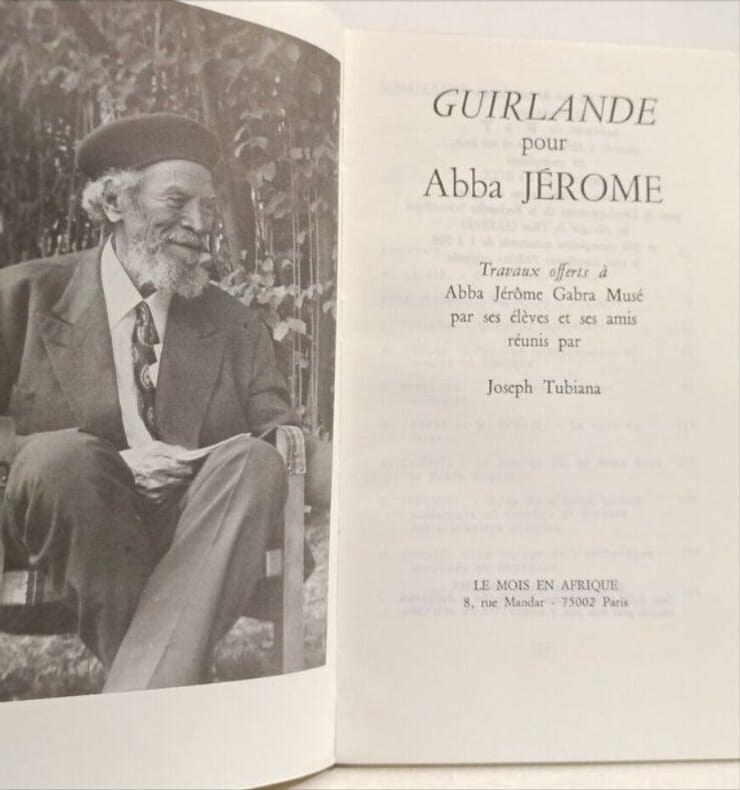 GUIRLANDE
pour
Abba JÉROME
Travaux offerts à
Abba Jérôme Gabra Musé
par ses élèves et ses amis
réunis par
Joseph Tubiana
LE MOIS EN AFRIQUE
8, rue Mandar - 75002 Paris